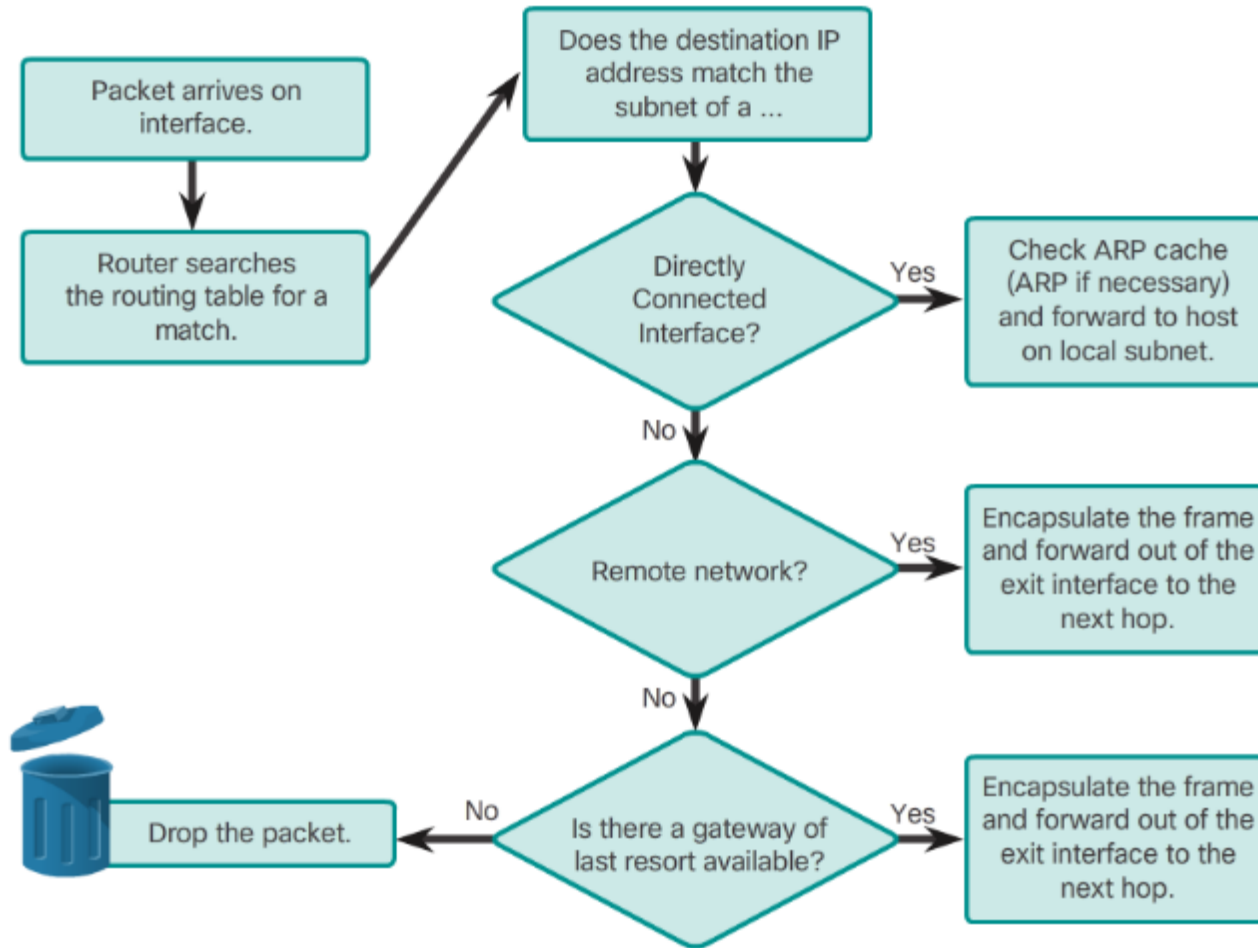 Packet arrives on
interface.
Router searches
the routing table for a
match.
Does the destination IP
address match the
subnet of a ...
Directly
Connected
Interface?
Yes
Check ARP cache
(ARP if necessary)
and forward to host
on local subnet.
No
Remote network?
Yes
Encapsulate the frame
and forward out of the
exit interface to the
next hop.
No
Is there a gateway of
last resort available?
Yes
Encapsulate the frame
and forward out of the
exit interface to the
next hop.
No
Drop the packet.